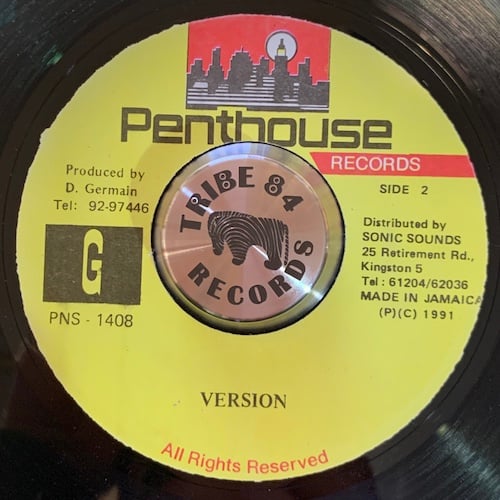 Penthouse
RECORDS
Produced by
D. Germain
Tel: 92-97446
G
PNS - 1408
TRIBE 84
RECORDS
SIDE 2
Distributed by
SONIC SOUNDS
25 Retirement Rd.,
Kingston 5
Tel : 61204/62036
MADE IN JAMAICA
(P)(C) 1991
VERSION
All Rights Reserved